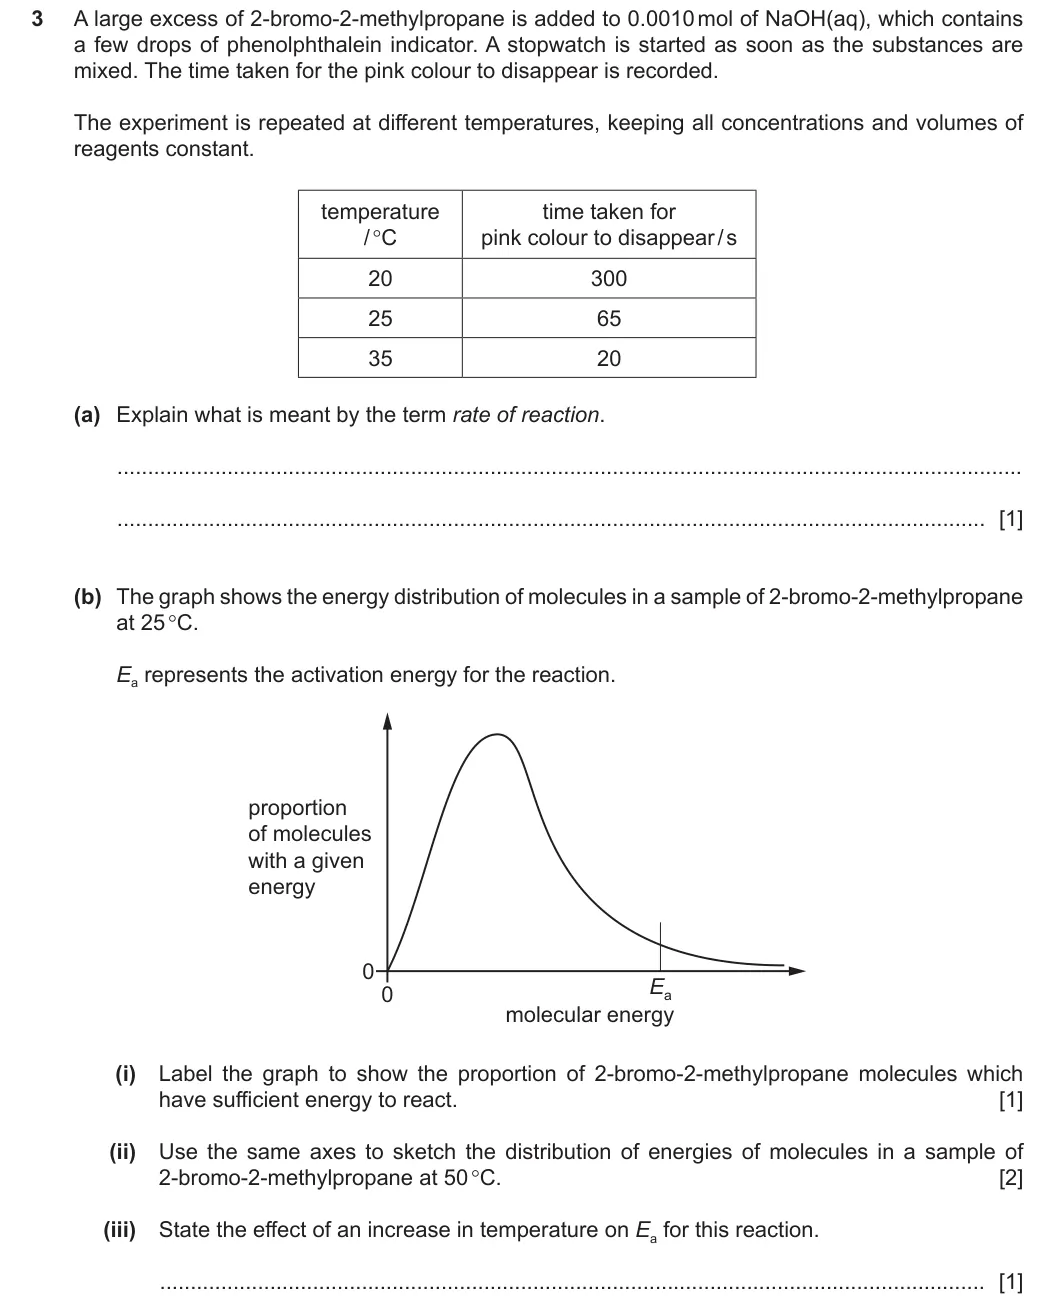 3 A large excess of 2-bromo-2-methylpropane is added to 0.0010 mol of NaOH(aq), which contains
a few drops of phenolphthalein indicator. A stopwatch is started as soon as the substances are
mixed. The time taken for the pink colour to disappear is recorded.
The experiment is repeated at different temperatures, keeping all concentrations and volumes of
reagents constant.
temperature
/ °C
time taken for
pink colour to disappear / s
20 300
25 65
35 20
(a) Explain what is meant by the term rate of reaction.
..........................................................................................................................................
.......................................................................................................................................... [1]
(b) The graph shows the energy distribution of molecules in a sample of 2-bromo-2-methylpropane
at 25 °C.
Eₐ represents the activation energy for the reaction.
proportion
of molecules
with a given
energy
0
0
Eₐ
molecular energy
(i) Label the graph to show the proportion of 2-bromo-2-methylpropane molecules which
have sufficient energy to react. [1]
(ii) Use the same axes to sketch the distribution of energies of molecules in a sample of
2-bromo-2-methylpropane at 50 °C. [2]
(iii) State the effect of an increase in temperature on Eₐ for this reaction.
.......................................................................................................................................... [1]